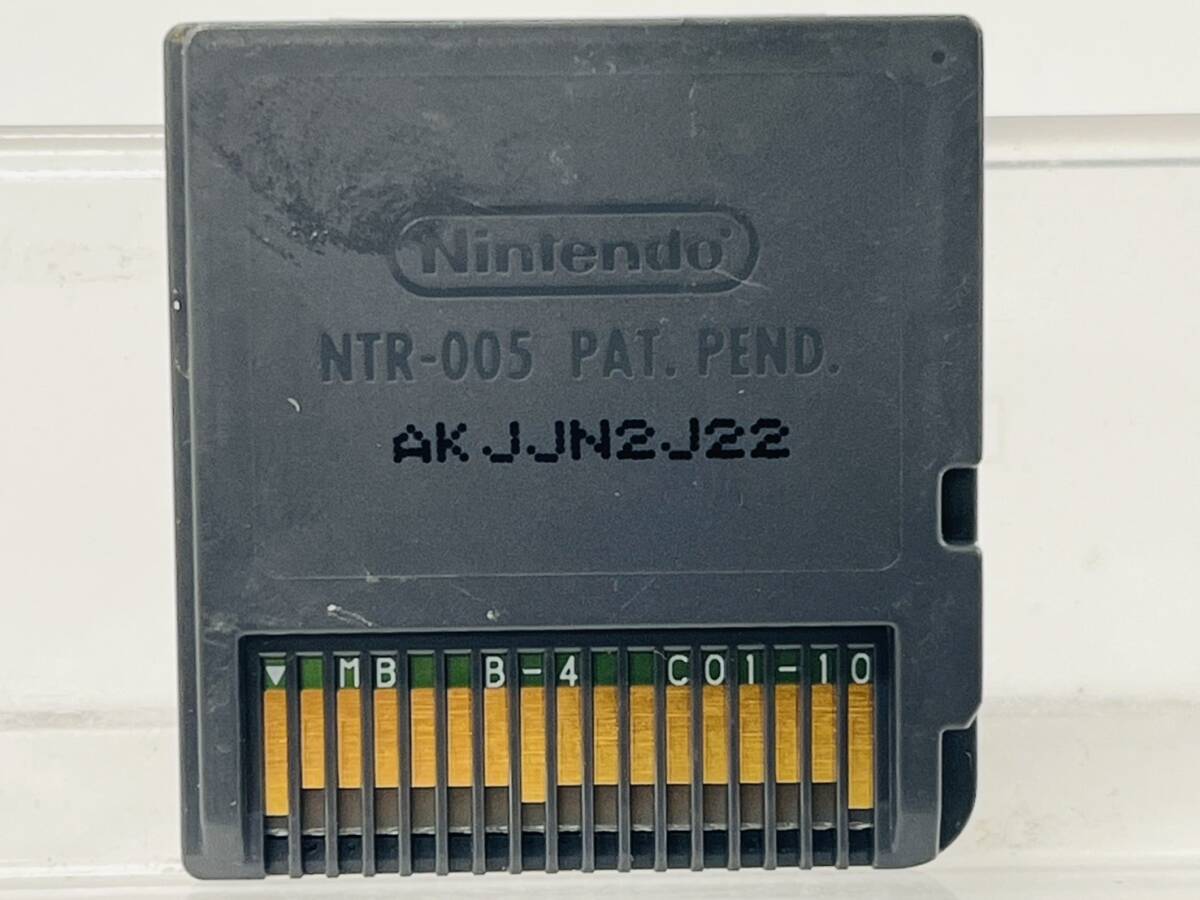 Nintendo®
NTR-005 PAT. PEND.
AKJJN2J22
▼ MB B-4 C01-10